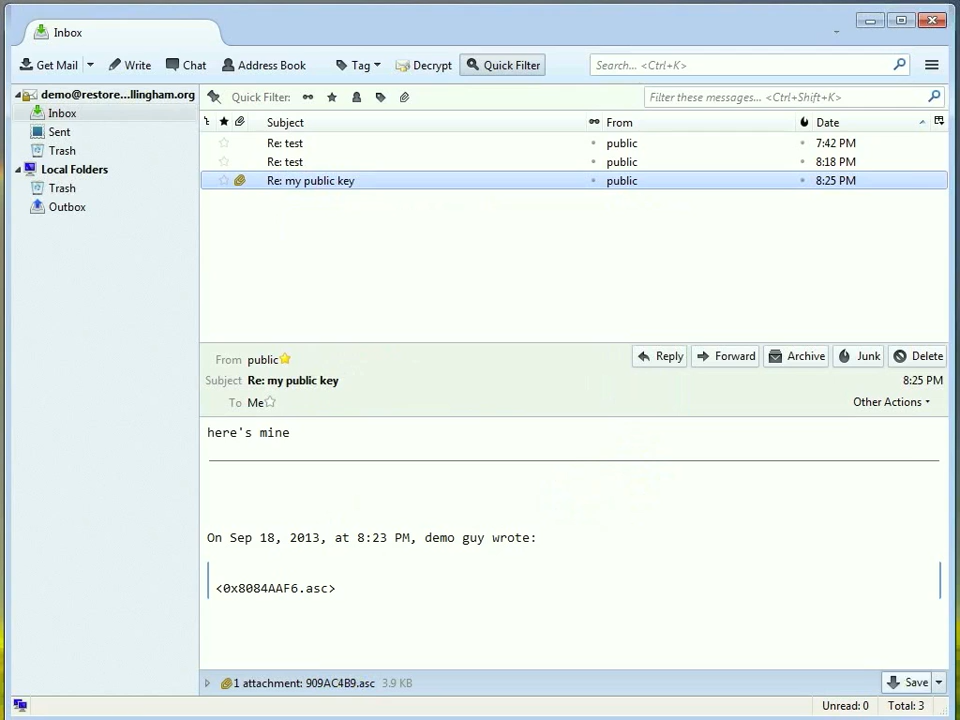 Inbox
Get Mail Write Chat Address Book Tag Decrypt Quick Filter Search... <Ctrl+K>
demo@restore...llingham.org
Inbox
Sent
Trash
Local Folders
Trash
Outbox
Quick Filter: Filter these messages... <Ctrl+Shift+K>
Subject From Date
Re: test public 7:42 PM
Re: test public 8:18 PM
Re: my public key public 8:25 PM
From public Reply Forward Archive Junk Delete
Subject Re: my public key 8:25 PM
To Me Other Actions
here's mine
On Sep 18, 2013, at 8:23 PM, demo guy wrote:
<0x8084AAF6.asc>
1 attachment: 909AC4B9.asc 3.9 KB Save
Unread: 0 Total: 3